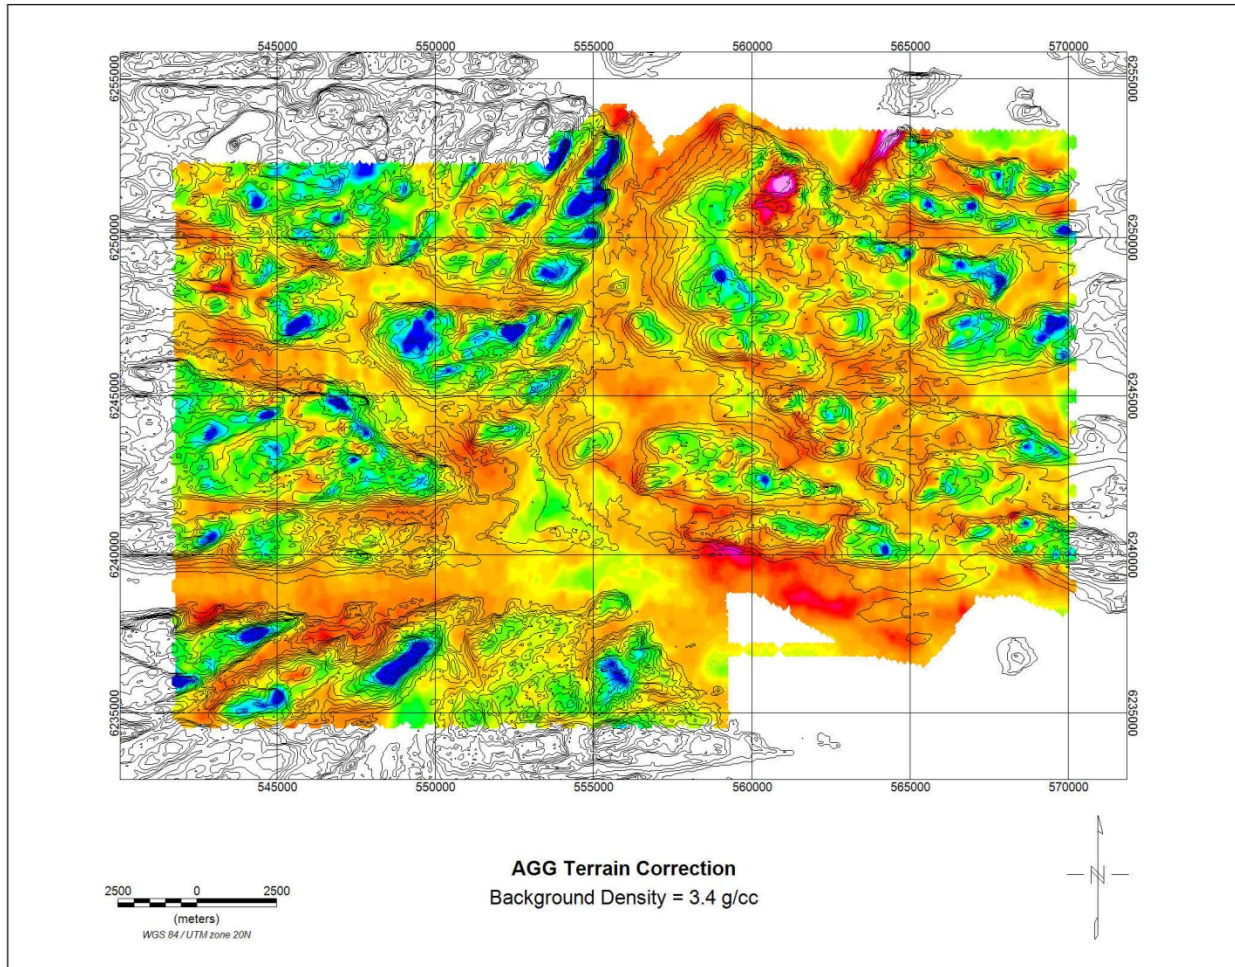 545000 550000 555000 560000 565000 570000
6255000 6255000
6250000 6250000
6245000 6245000
6240000 6240000
6235000 6235000
545000 550000 555000 560000 565000 570000
AGG Terrain Correction
Background Density = 3.4 g/cc
2500 0 2500
(meters)
WGS 84 / UTM zone 20N
N